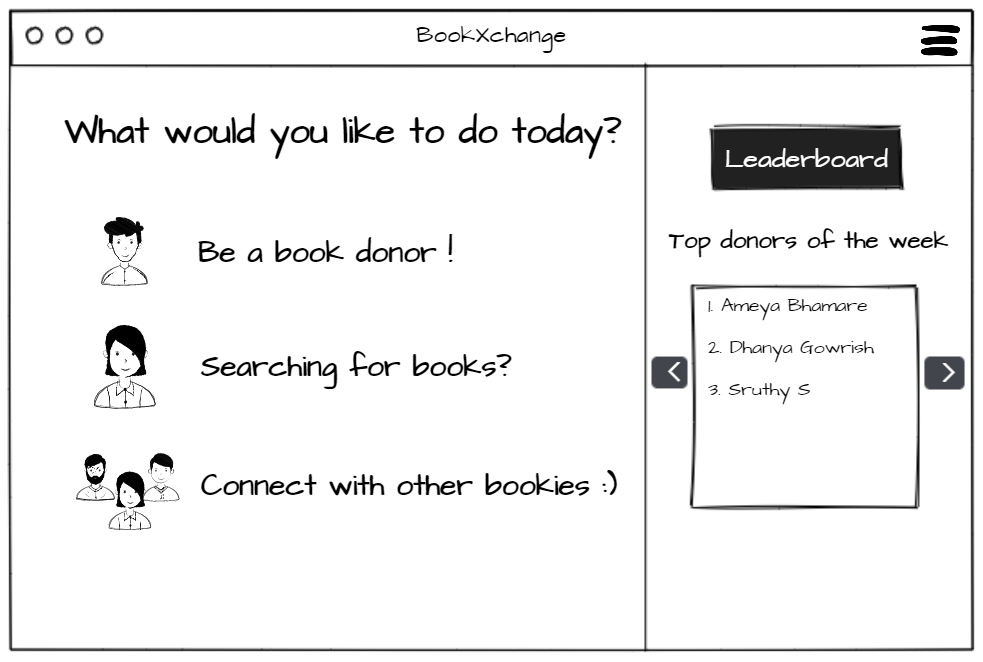 BookXchange
What would you like to do today?
Be a book donor !
Searching for books?
Connect with other bookies :)
Leaderboard
Top donors of the week
1. Ameya Bhamare
2. Dhanya Gowrish
3. Sruthy S